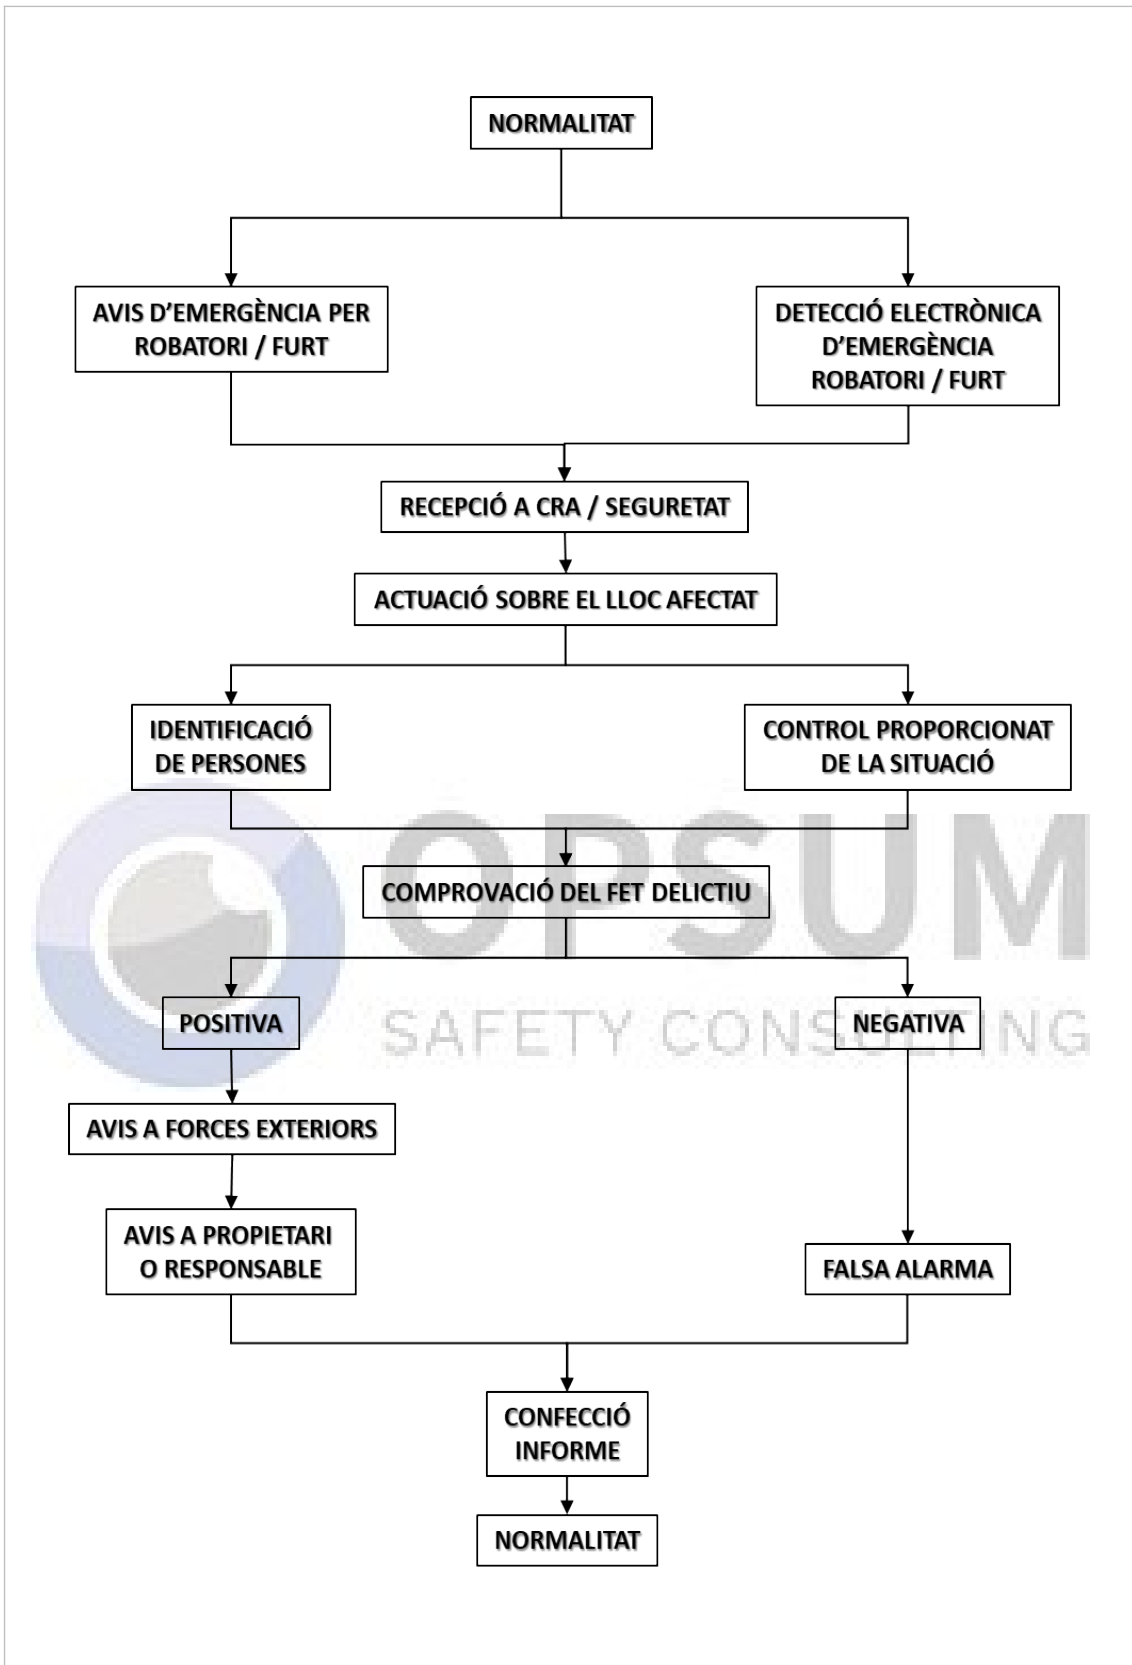 NORMALITAT
AVIS D'EMERGÈNCIA PER
ROBATORI / FURT
DETECCIÓ ELECTRÒNICA
D'EMERGÈNCIA
ROBATORI / FURT
RECEPCIÓ A CRA / SEGURETAT
ACTUACIÓ SOBRE EL LLOC AFECTAT
IDENTIFICACIÓ
DE PERSONES
CONTROL PROPORCIONAT
DE LA SITUACIÓ
OPSUM
COMPROVACIÓ DEL FET DELICTIU
SAFETY CONSULTING
POSITIVA
NEGATIVA
AVIS A FORCES EXTERIORS
AVIS A PROPIETARI
O RESPONSABLE
FALSA ALARMA
CONFECCIÓ
INFORME
NORMALITAT